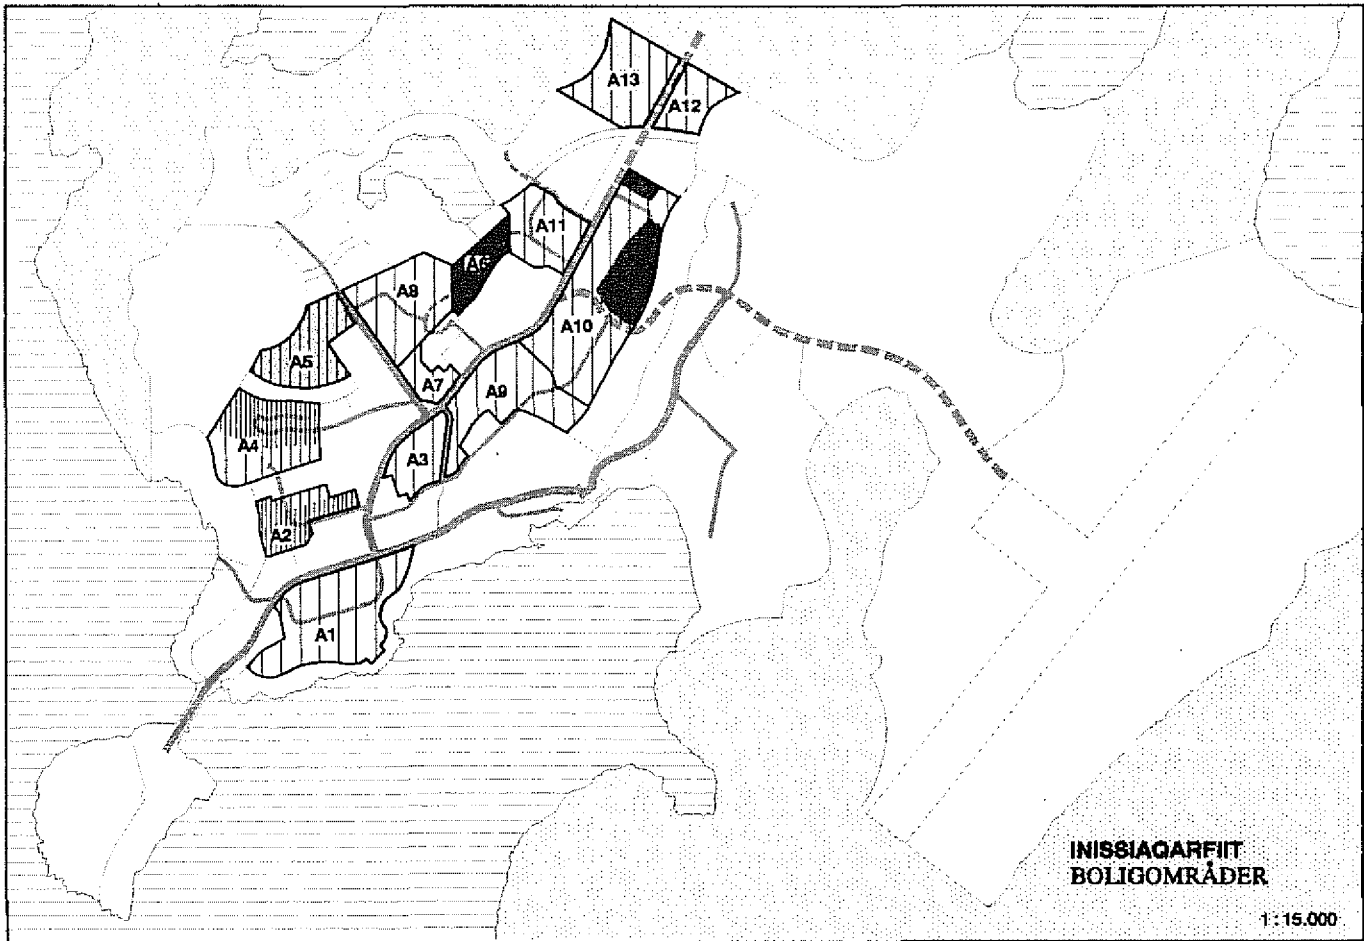 A13
A12
A11
A6
A8
A10
A5
A7
A9
A4
A3
A2
A1
INISSIAQARFIIT
BOLIGOMRÅDER
1:15.000